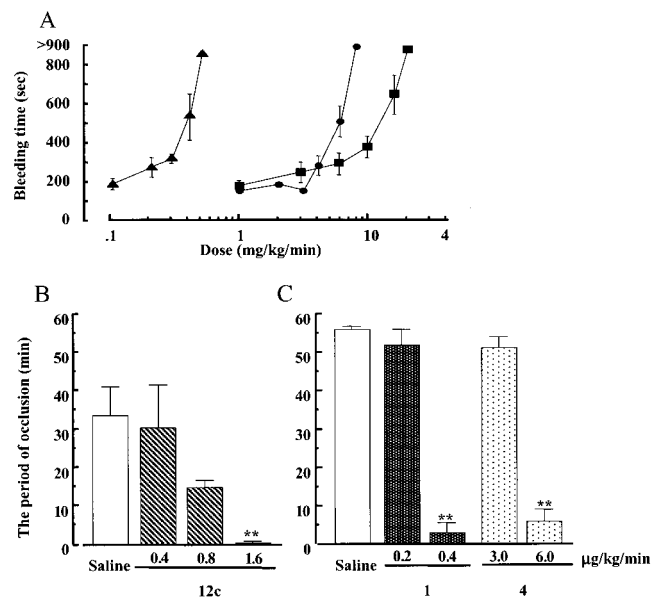 A
>900
800
600
400
200
0
Bleeding time (sec)
.1 1 10 4
Dose (mg/kg/min)
B
60
50
40
30
20
10
0
The period of occlusion (min)
**
Saline 0.4 0.8 1.6
12c
C
60
50
40
30
20
10
0
** **
Saline 0.2 0.4 3.0 6.0 μg/kg/min
1 4